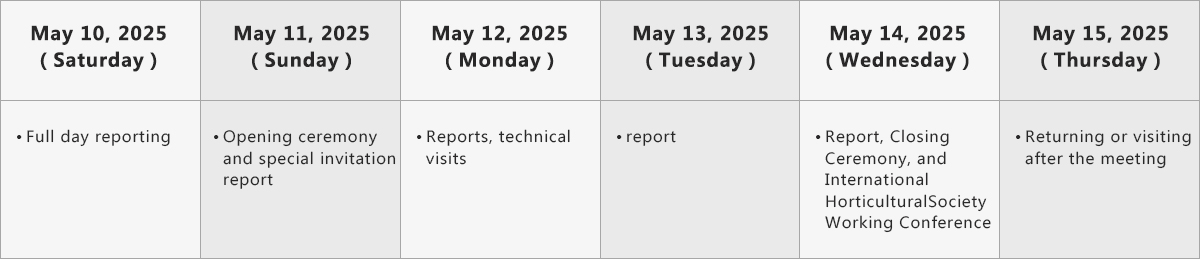 May 10, 2025
( Saturday )
May 11, 2025
( Sunday )
May 12, 2025
( Monday )
May 13, 2025
( Tuesday )
May 14, 2025
( Wednesday )
May 15, 2025
( Thursday )
• Full day reporting
• Opening ceremony
and special invitation
report
• Reports, technical
visits
• report
• Report, Closing
Ceremony, and
International
HorticulturalSociety
Working Conference
• Returning or visiting
after the meeting